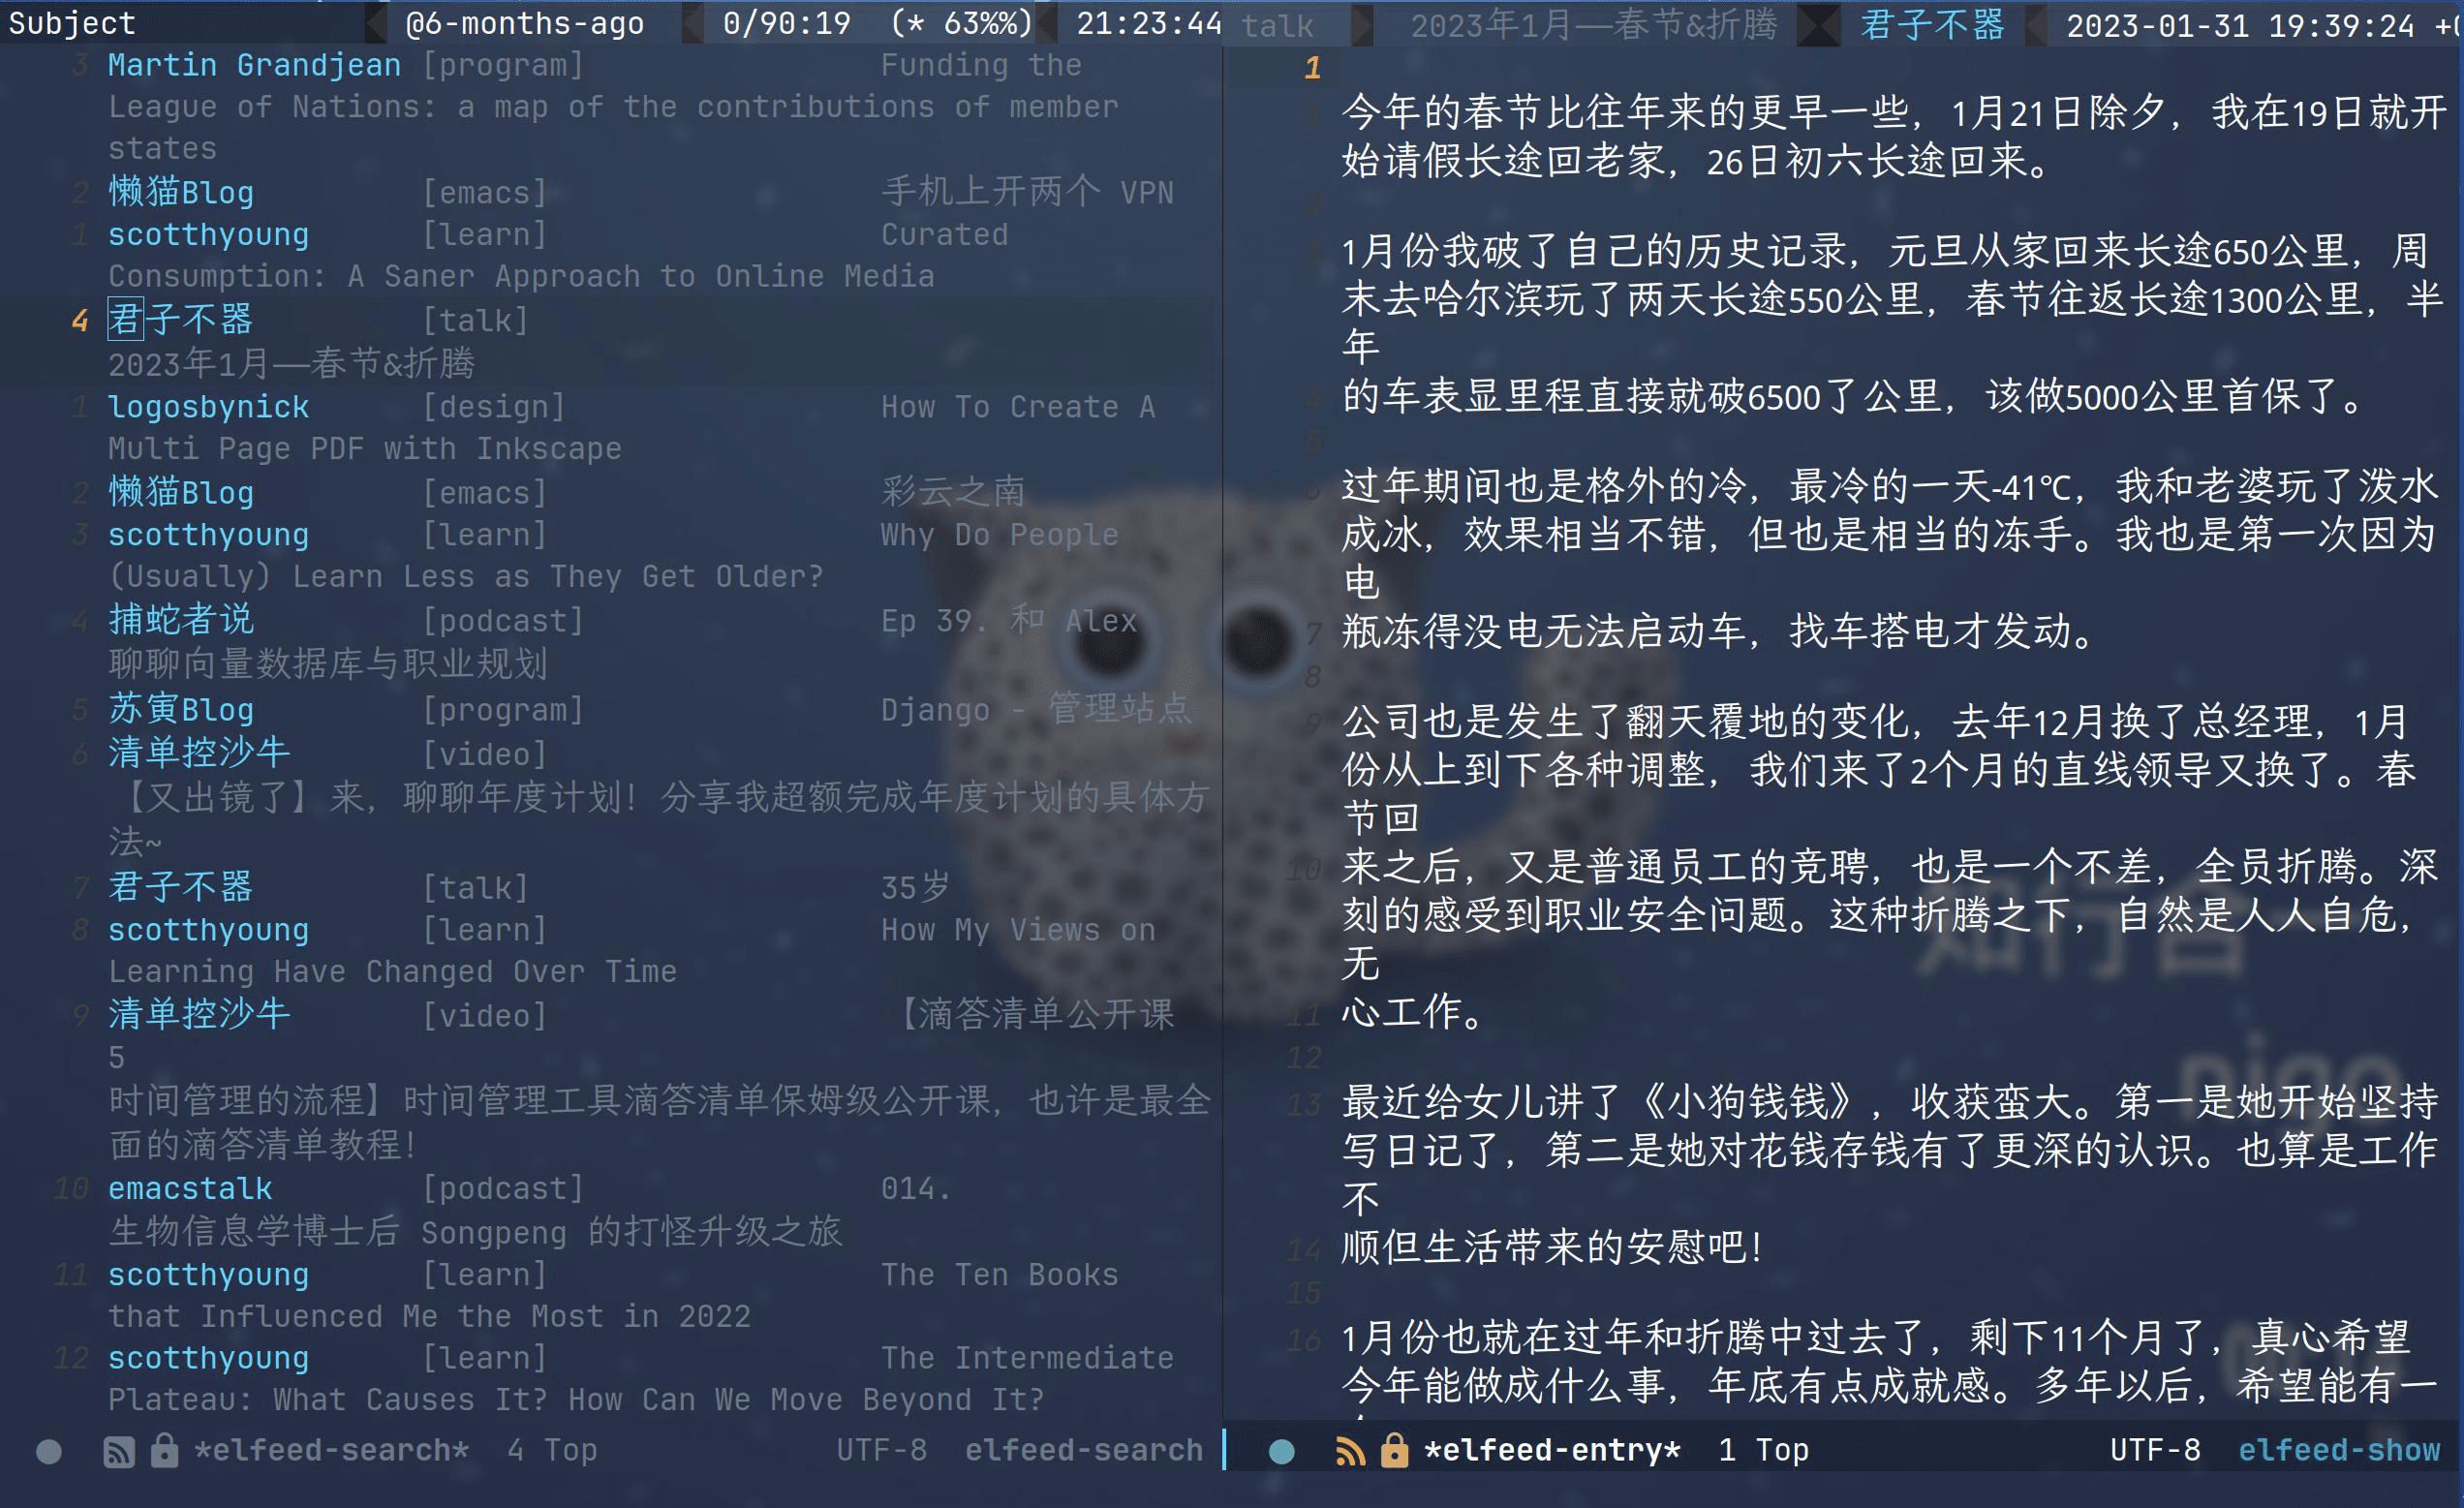 Subject @6-months-ago 0/90:19 (* 63%%) 21:23:44
3 Martin Grandjean [program] Funding the
League of Nations: a map of the contributions of member
states
2 懒猫Blog [emacs] 手机上开两个 VPN
1 scotthyoung [learn] Curated
Consumption: A Saner Approach to Online Media
4 君子不器 [talk]
2023年1月——春节&折腾
1 logosbynick [design] How To Create A
Multi Page PDF with Inkscape
2 懒猫Blog [emacs] 彩云之南
3 scotthyoung [learn] Why Do People
(Usually) Learn Less as They Get Older?
4 捕蛇者说 [podcast] Ep 39. 和 Alex
聊聊向量数据库与职业规划
5 苏寅Blog [program] Django - 管理站点
6 清单控沙牛 [video]
【又出镜了】来，聊聊年度计划！分享我超额完成年度计划的具体方
法~
7 君子不器 [talk] 35岁
8 scotthyoung [learn] How My Views on
Learning Have Changed Over Time
9 清单控沙牛 [video] 【滴答清单公开课
5
时间管理的流程】时间管理工具滴答清单保姆级公开课，也许是最全
面的滴答清单教程！
10 emacstalk [podcast] 014.
生物信息学博士后 Songpeng 的打怪升级之旅
11 scotthyoung [learn] The Ten Books
that Influenced Me the Most in 2022
12 scotthyoung [learn] The Intermediate
Plateau: What Causes It? How Can We Move Beyond It?
*elfeed-search* 4 Top UTF-8 elfeed-search
talk 2023年1月——春节&折腾 君子不器 2023-01-31 19:39:24
1
1 今年的春节比往年来的更早一些，1月21日除夕，我在19日就开
始请假长途回老家，26日初六长途回来。
2
3 1月份我破了自己的历史记录，元旦从家回来长途650公里，周
末去哈尔滨玩了两天长途550公里，春节往返长途1300公里，半
年
4 的车表显里程直接就破6500了公里，该做5000公里首保了。
5
6 过年期间也是格外的冷，最冷的一天-41℃，我和老婆玩了泼水
成冰，效果相当不错，但也是相当的冻手。我也是第一次因为
电
7 瓶冻得没电无法启动车，找车搭电才发动。
8
9 公司也是发生了翻天覆地的变化，去年12月换了总经理，1月
份从上到下各种调整，我们来了2个月的直线领导又换了。春
节回
10 来之后，又是普通员工的竞聘，也是一个不差，全员折腾。深
刻的感受到职业安全问题。这种折腾之下，自然是人人自危，
无
11 心工作。
12
13 最近给女儿讲了《小狗钱钱》，收获蛮大。第一是她开始坚持
写日记了，第二是她对花钱存钱有了更深的认识。也算是工作
不
14 顺但生活带来的安慰吧！
15
16 1月份也就在过年和折腾中过去了，剩下11个月了，真心希望
今年能做成什么事，年底有点成就感。多年以后，希望能有一
*elfeed-entry* 1 Top UTF-8 elfeed-show
知行合一
nigo